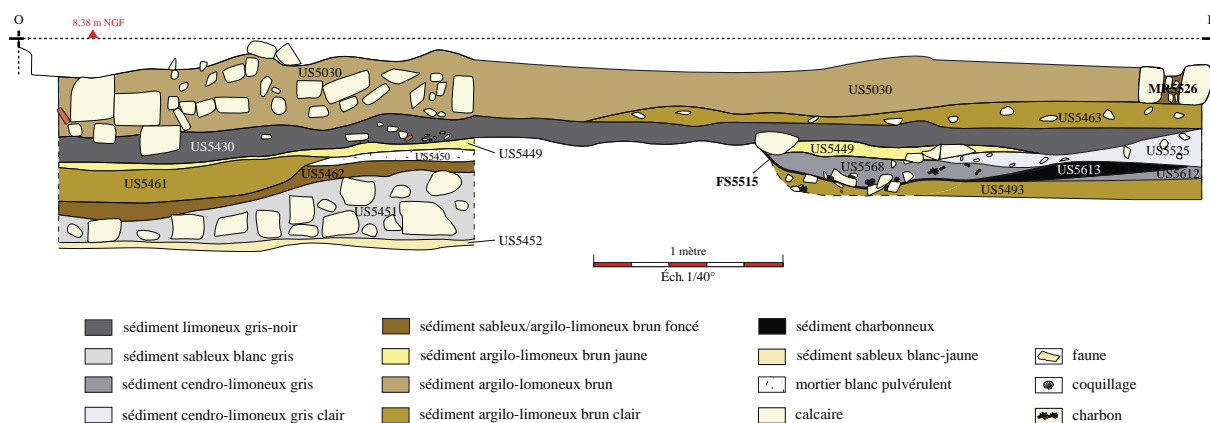 O
8,38 m NGF
E
US5030
US5030
MR5526
US5463
US5430
US5449
US5449
US5525
US5450
US5461
US5462
US5568
US5613
US5612
FS5515
US5493
US5451
US5452
1 mètre
Éch. 1/40°
sédiment limoneux gris-noir
sédiment sableux/argilo-limoneux brun foncé
sédiment charbonneux
sédiment sableux blanc gris
sédiment argilo-limoneux brun jaune
sédiment sableux blanc-jaune
faune
sédiment cendro-limoneux gris
sédiment argilo-lomoneux brun
mortier blanc pulvérulent
coquillage
sédiment cendro-limoneux gris clair
sédiment argilo-limoneux brun clair
calcaire
charbon